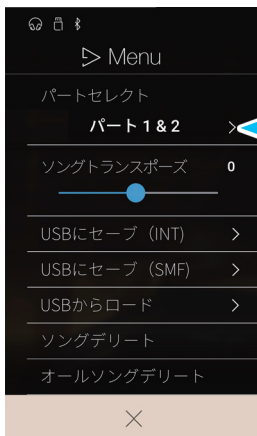 Menu
パートセレクト
パート 1 & 2
ソングトランスポーズ 0
USBにセーブ（INT）
USBにセーブ（SMF）
USBからロード
ソングデリート
オールソングデリート